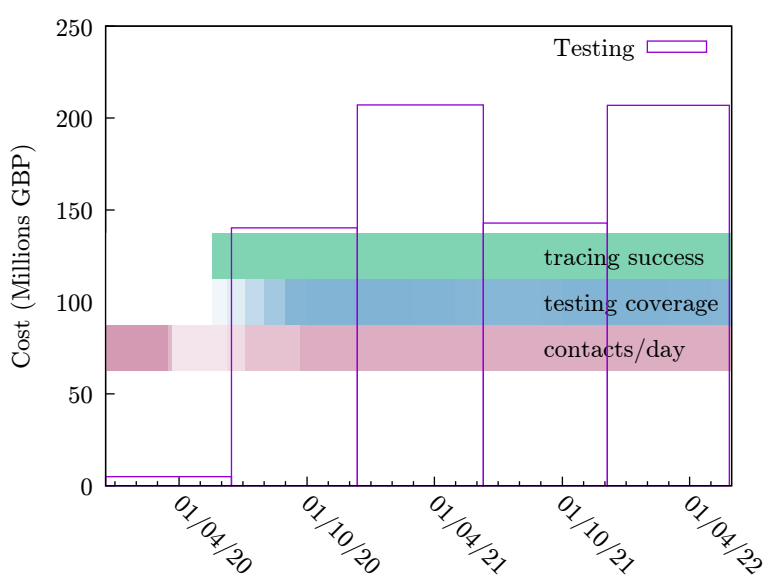 250
Testing
200
150
100
50
0
Cost (Millions GBP)
tracing success
testing coverage
contacts/day
01/04/20
01/10/20
01/04/21
01/10/21
01/04/22